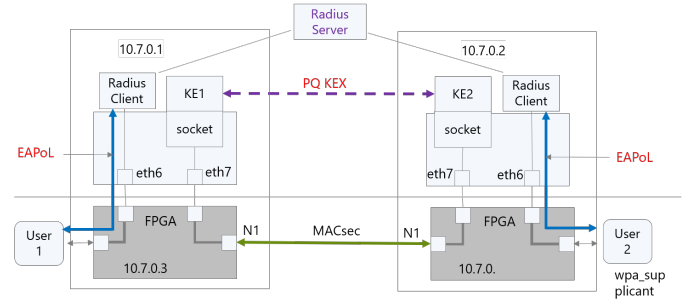 Radius
Server
10.7.0.1
10.7.0.2
Radius
Client
KE1
PQ KEX
KE2
Radius
Client
socket
socket
EAPoL
EAPoL
eth6
eth7
eth7
eth6
User
1
FPGA
N1
MACsec
N1
FPGA
User
2
10.7.0.3
10.7.0.
wpa_sup
plicant